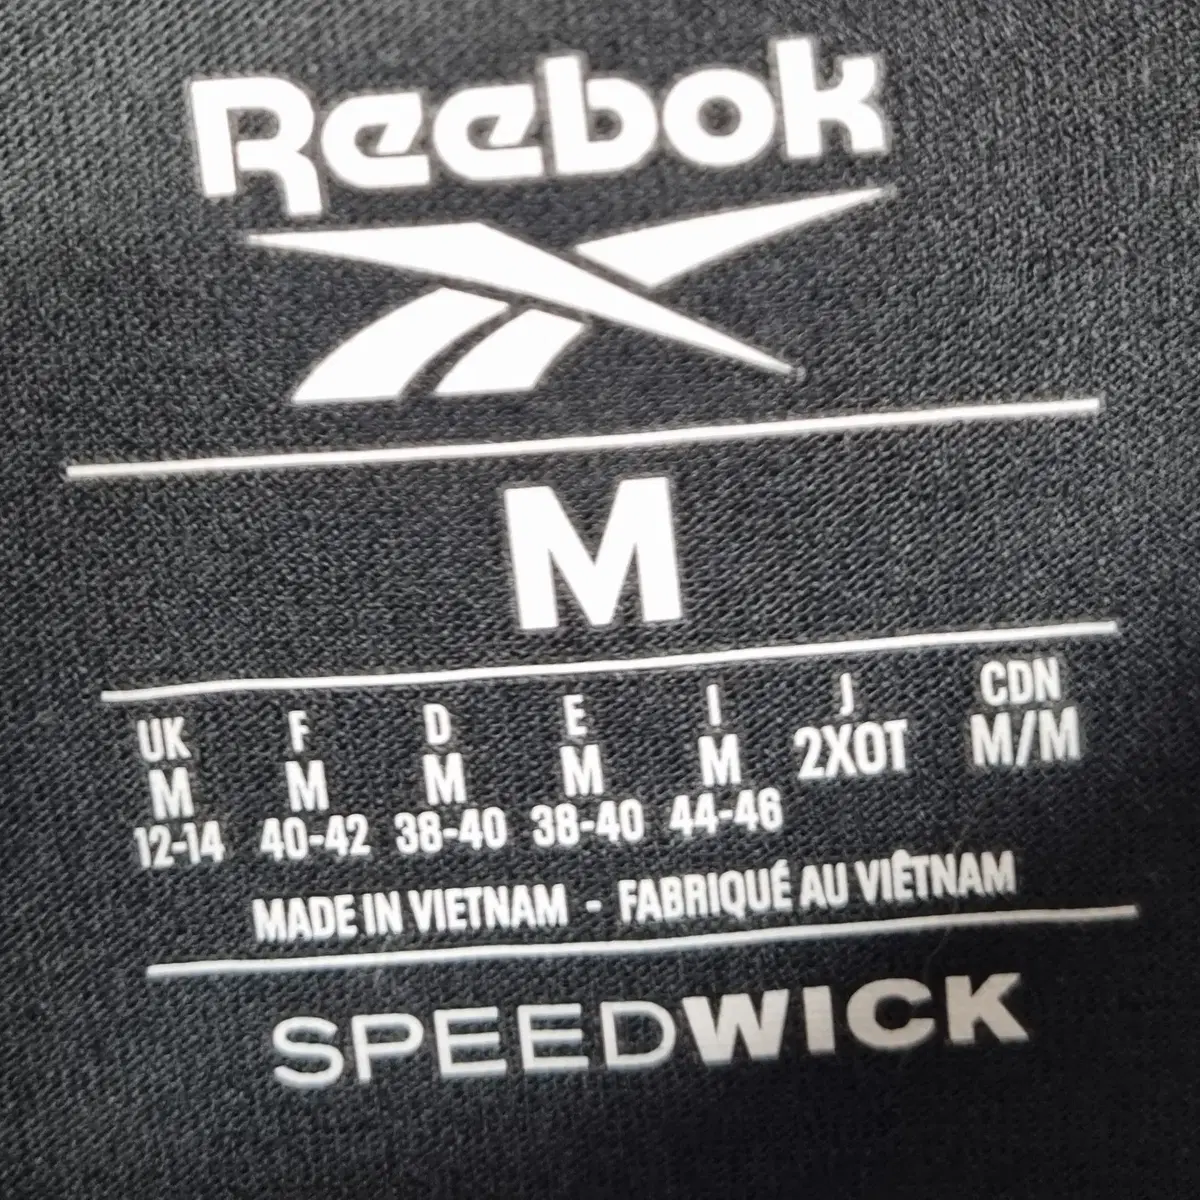 Reebok
M
UK F D E I J CDN
M M M M M 2XOT M/M
12-14 40-42 38-40 38-40 44-46
MADE IN VIETNAM - FABRIQUÉ AU VIÊTNAM
SPEEDWICK